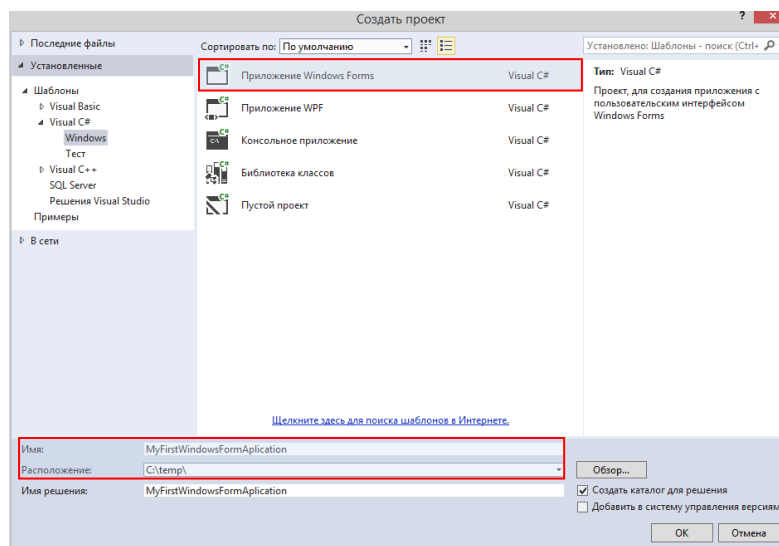 Создать проект
?
Последние файлы
Установленные
Шаблоны
Visual Basic
Visual C#
Windows
Тест
Visual C++
SQL Server
Решения Visual Studio
Примеры
В сети
Сортировать по: По умолчанию
C# Приложение Windows Forms Visual C#
C# Приложение WPF Visual C#
C# Консольное приложение Visual C#
C# Библиотека классов Visual C#
C# Пустой проект Visual C#
Щелкните здесь для поиска шаблонов в Интернете.
Установлено: Шаблоны - поиск (Ctrl+
Тип: Visual C#
Проект, для создания приложения с
пользовательским интерфейсом
Windows Forms
Имя: MyFirstWindowsFormAplication
Расположение: C:\temp\
Обзор...
Имя решения: MyFirstWindowsFormAplication
Создать каталог для решения
Добавить в систему управления версиям
OK Отмена